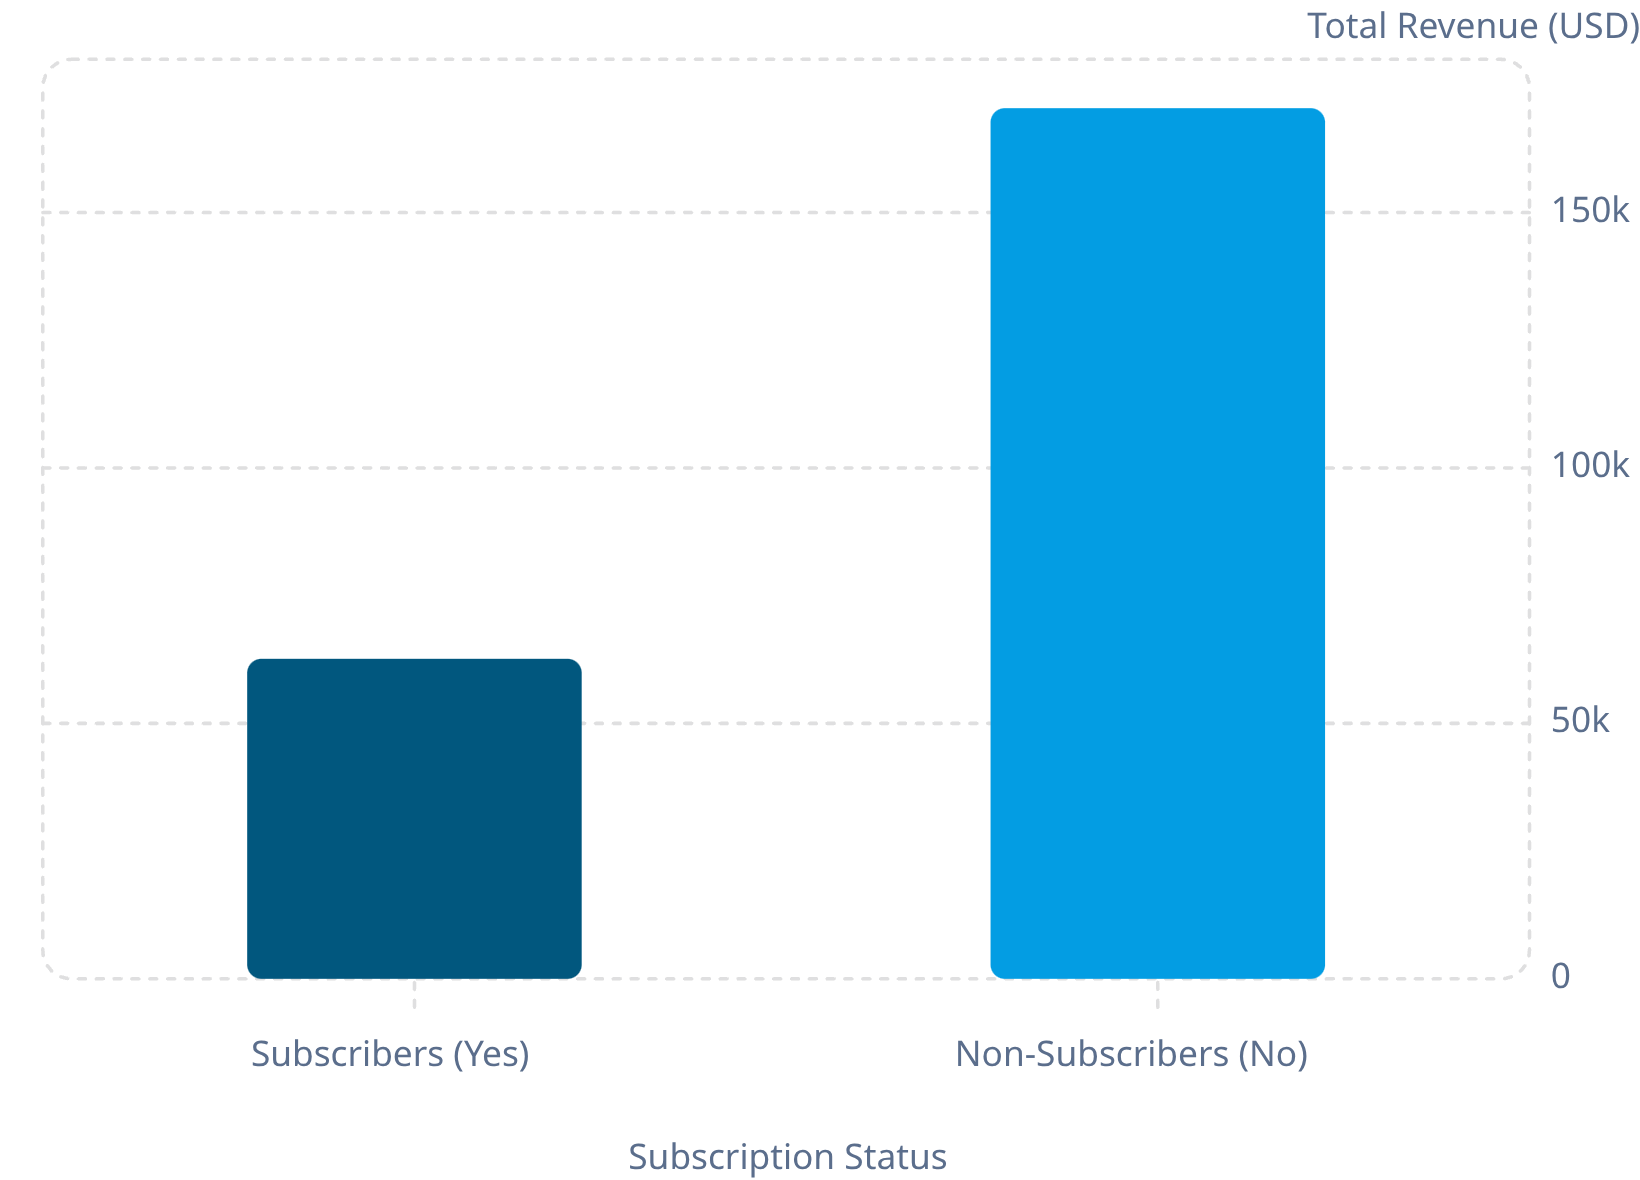 Total Revenue (USD)
150k
100k
50k
0
Subscribers (Yes)
Non-Subscribers (No)
Subscription Status